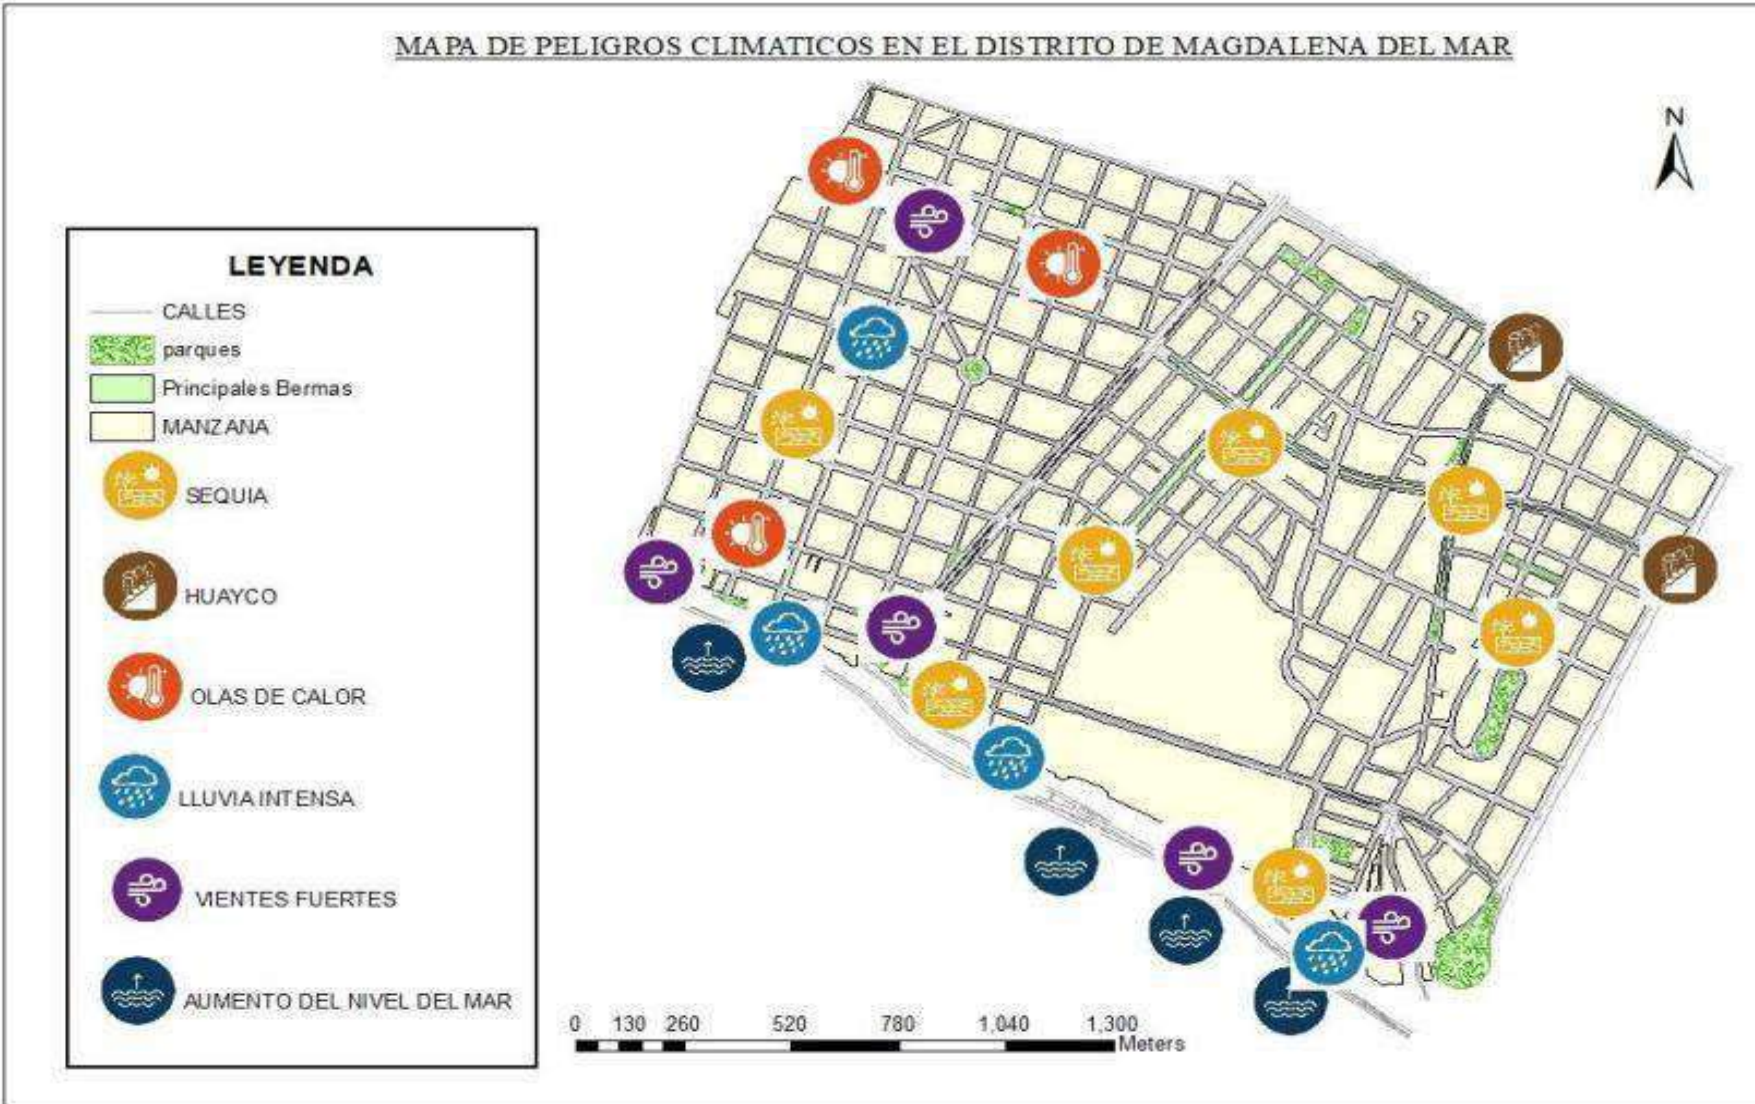 MAPA DE PELIGROS CLIMATICOS EN EL DISTRITO DE MAGDALENA DEL MAR
N
LEYENDA
CALLES
parques
Principales Bermas
MANZANA
SEQUIA
HUAYCO
OLAS DE CALOR
LLUVIA INTENSA
VIENTES FUERTES
AUMENTO DEL NIVEL DEL MAR
0 130 260 520 780 1,040 1,300
Meters